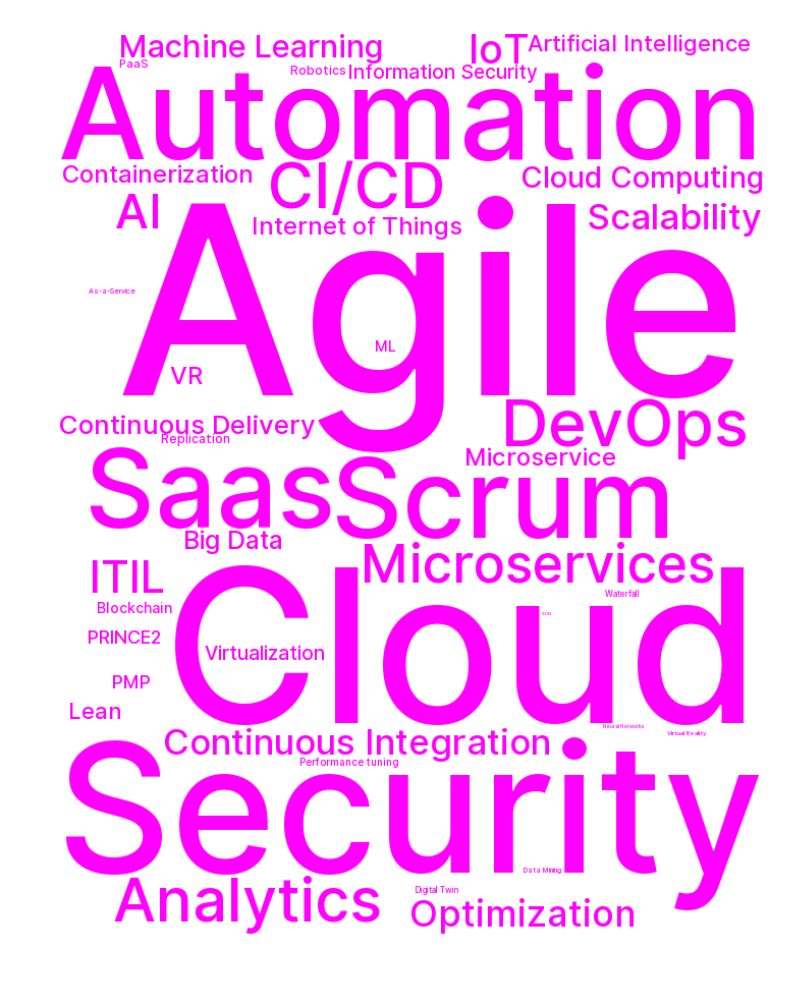 Machine Learning
IoT
Artificial Intelligence
PaaS
Robotics
Information Security
Automation
Containerization
CI/CD
Cloud Computing
AI
Internet of Things
Scalability
Agile
As-a-Service
ML
VR
Continuous Delivery
DevOps
Replication
Microservice
Saas
Scrum
Big Data
Microservices
ITIL
Cloud
Waterfall
Blockchain
PRINCE2
Virtualization
PMP
Lean
Neural Networks
Virtual Reality
Continuous Integration
Performance tuning
Security
Data Mining
Analytics
Digital Twin
Optimization